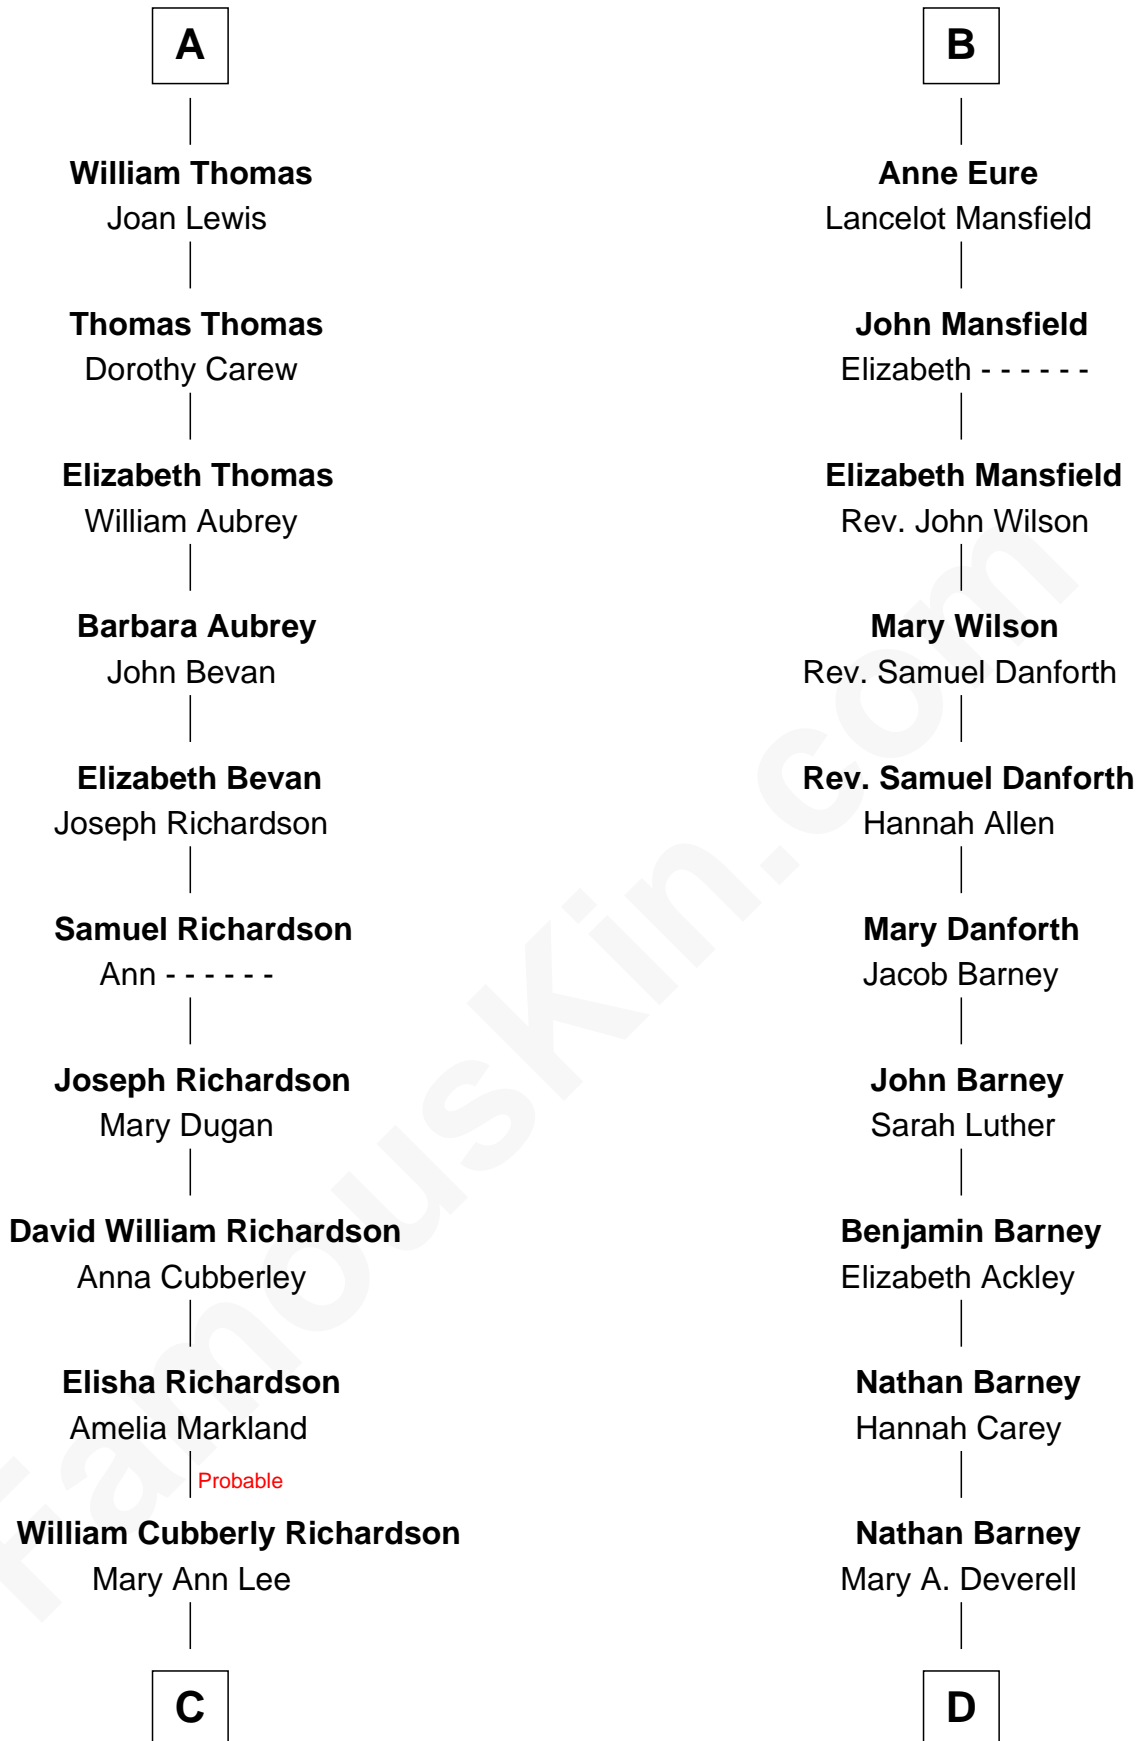 A
William Thomas
Joan Lewis
Thomas Thomas
Dorothy Carew
Elizabeth Thomas
William Aubrey
Barbara Aubrey
John Bevan
Elizabeth Bevan
Joseph Richardson
Samuel Richardson
Ann - - - - - -
Joseph Richardson
Mary Dugan
David William Richardson
Anna Cubberley
Elisha Richardson
Amelia Markland
Probable
William Cubberly Richardson
Mary Ann Lee
C
B
Anne Eure
Lancelot Mansfield
John Mansfield
Elizabeth - - - - - -
Elizabeth Mansfield
Rev. John Wilson
Mary Wilson
Rev. Samuel Danforth
Rev. Samuel Danforth
Hannah Allen
Mary Danforth
Jacob Barney
John Barney
Sarah Luther
Benjamin Barney
Elizabeth Ackley
Nathan Barney
Hannah Carey
Nathan Barney
Mary A. Deverell
D
FamousKin.com